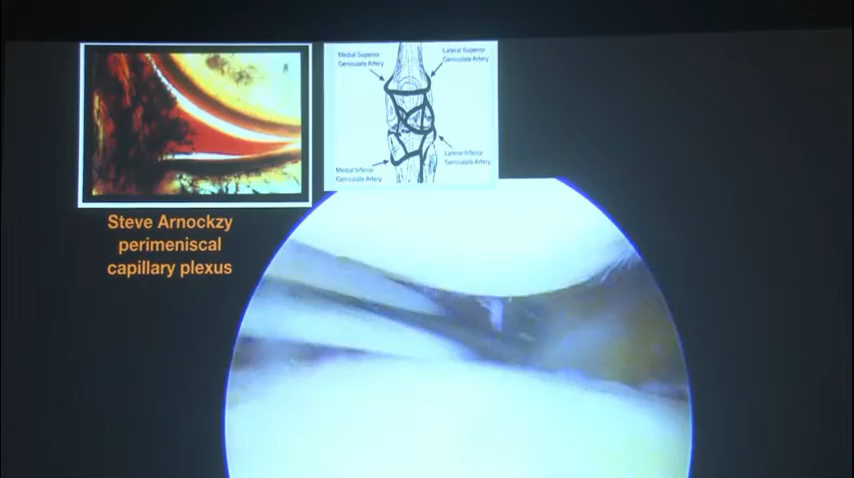 Medial Superior
Geniculate Artery
Lateral Superior
Geniculate Artery
Lateral Inferior
Geniculate Artery
Medial Inferior
Geniculate Artery
Steve Arnockzy
perimeniscal
capillary plexus